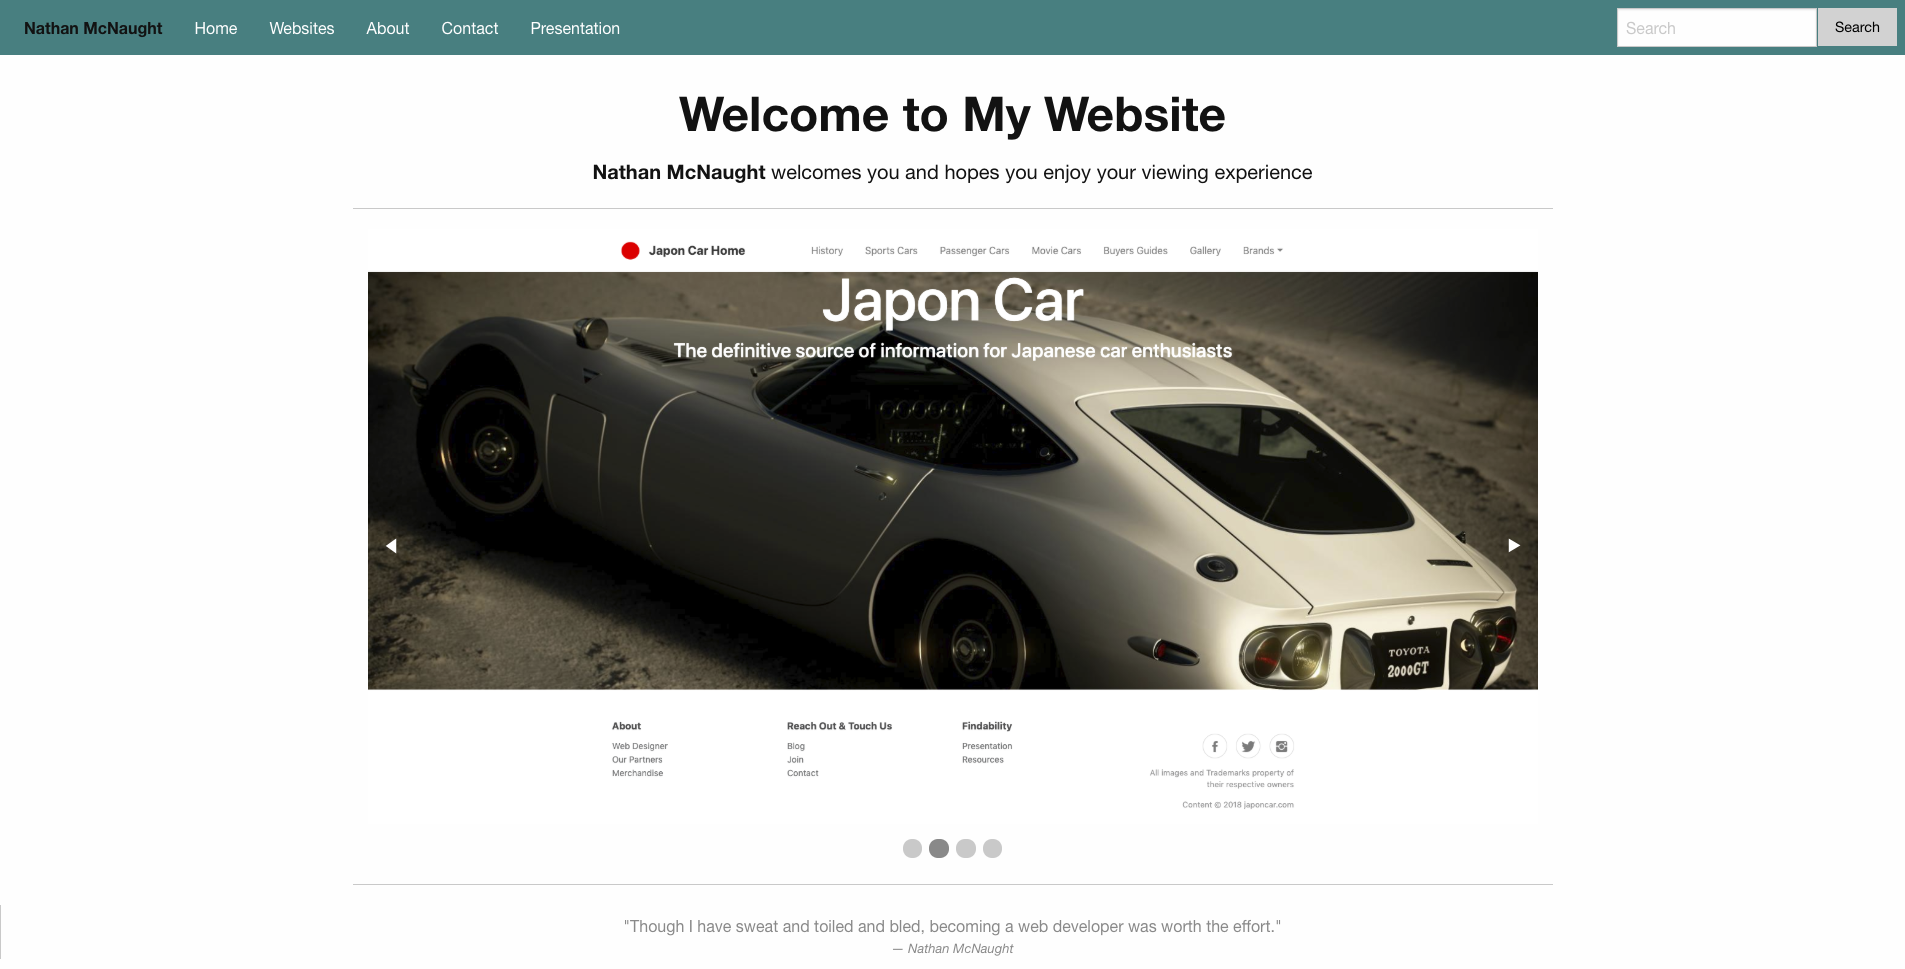 Nathan McNaught Home Websites About Contact Presentation Search Search
Welcome to My Website
Nathan McNaught welcomes you and hopes you enjoy your viewing experience
Japon Car Home History Sports Cars Passenger Cars Movie Cars Buyers Guides Gallery Brands
Japon Car
The definitive source of information for Japanese car enthusiasts
TOYOTA
2000GT
About
Web Designer
Our Partners
Merchandise
Reach Out & Touch Us
Blog
Join
Contact
Findability
Presentation
Resources
All Images and Trademarks property of
their respective owners
Content © 2018 japoncar.com
"Though I have sweat and toiled and bled, becoming a web developer was worth the effort."
— Nathan McNaught